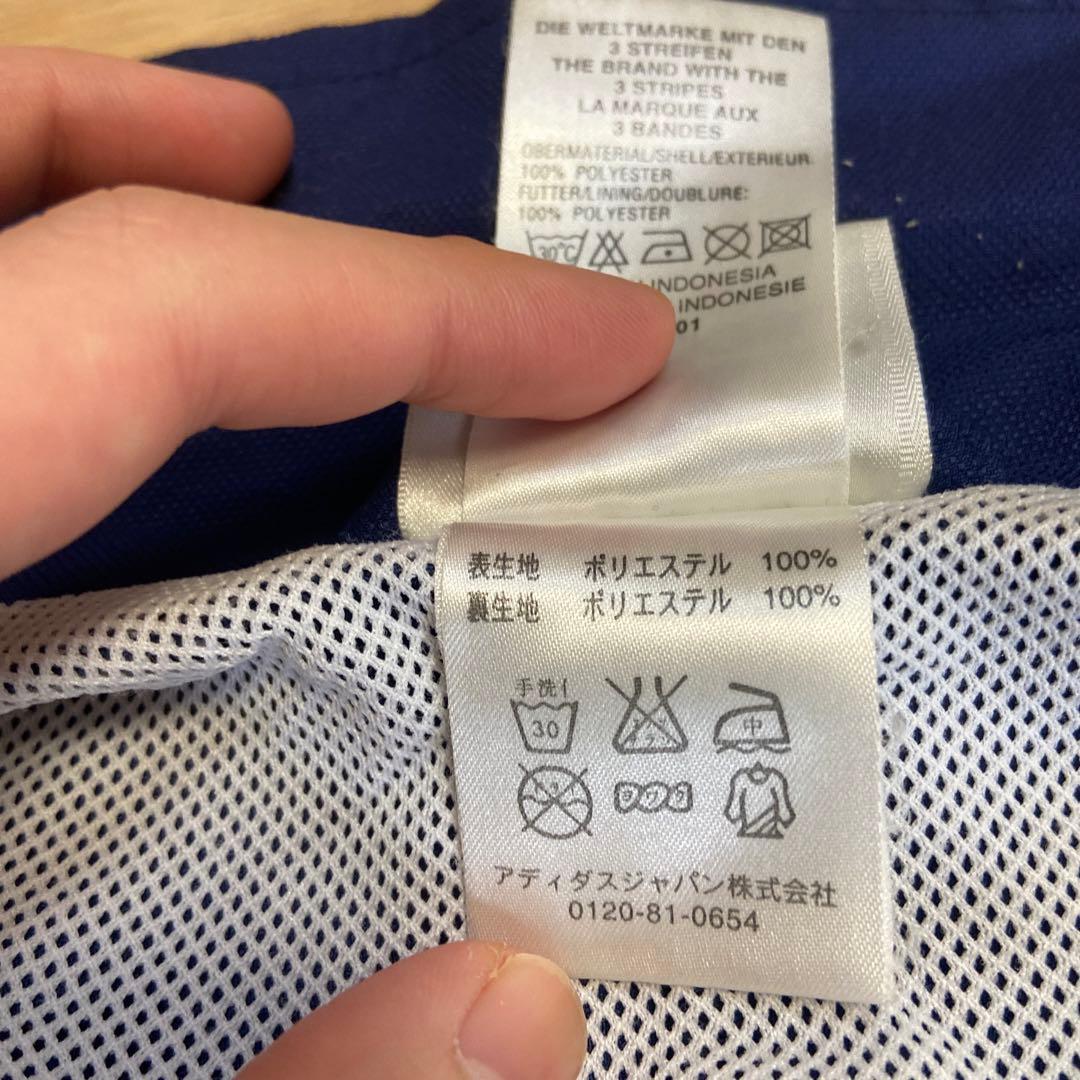 DIE WELTMARKE MIT DEN
3 STREIFEN
THE BRAND WITH THE
3 STRIPES
LA MARQUE AUX
3 BANDES
OBERMATERIAL/SHELL/EXTERIEUR
100% POLYESTER
FUTTER/LINING/DOUBLURE:
100% POLYESTER
30°C
INDONESIA
INDONESIE
01
表生地 ポリエステル 100%
裏生地 ポリエステル 100%
手洗イ
30
中
アディダスジャパン株式会社
0120-81-0654